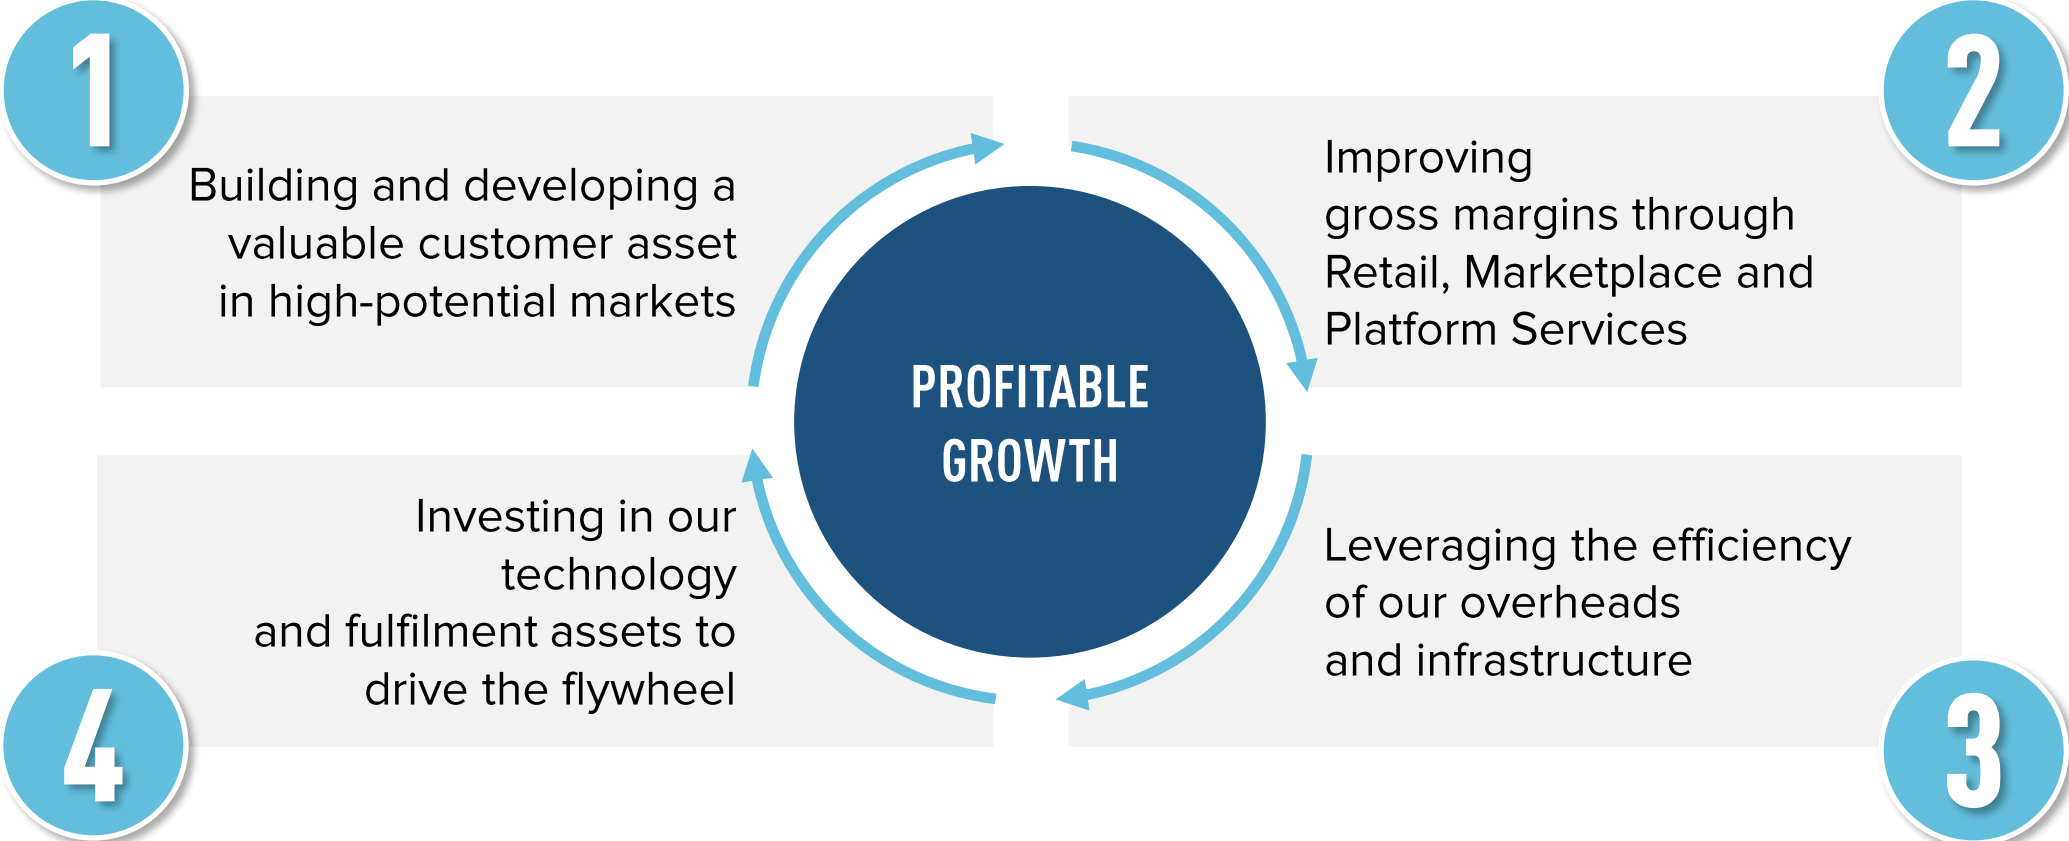 1
Building and developing a
valuable customer asset
in high-potential markets
2
Improving
gross margins through
Retail, Marketplace and
Platform Services
PROFITABLE
GROWTH
3
Leveraging the efficiency
of our overheads
and infrastructure
4
Investing in our
technology
and fulfilment assets to
drive the flywheel